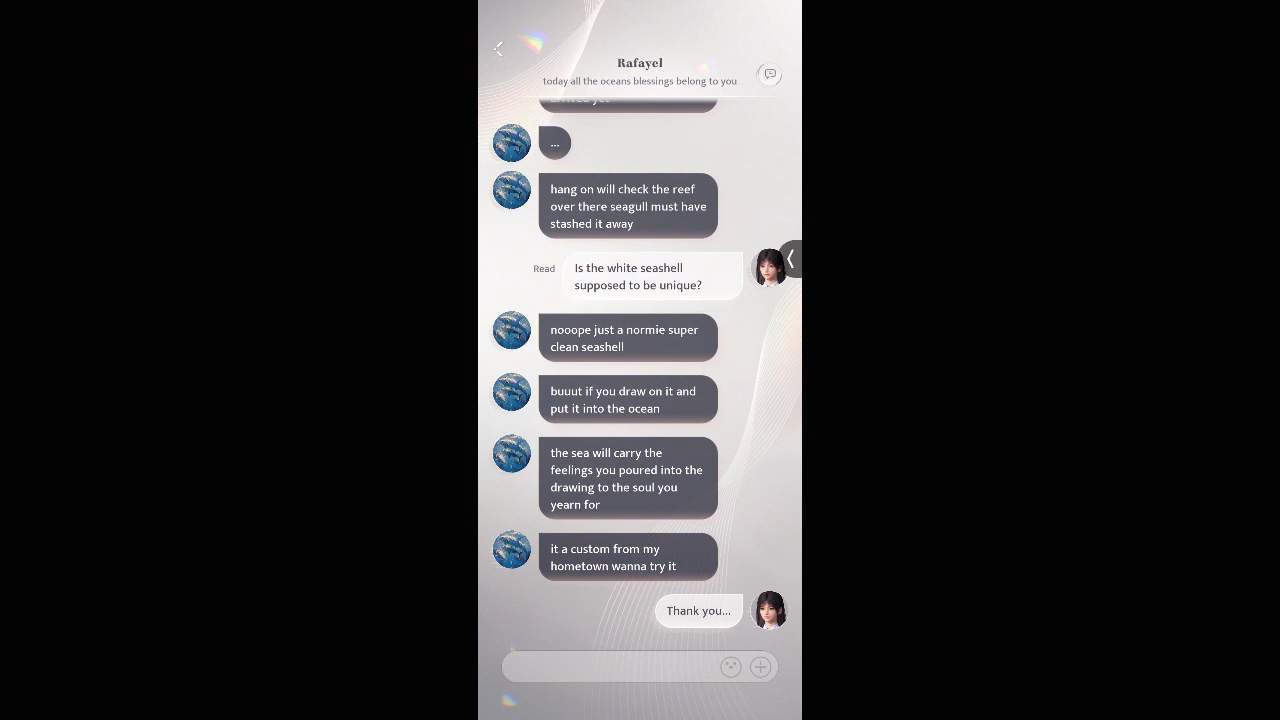 Rafayel
today all the oceans blessings belong to you
arrived yet
...
hang on will check the reef
over there seagull must have
stashed it away
Read
Is the white seashell
supposed to be unique?
nooope just a normie super
clean seashell
buuut if you draw on it and
put it into the ocean
the sea will carry the
feelings you poured into the
drawing to the soul you
yearn for
it a custom from my
hometown wanna try it
Thank you...